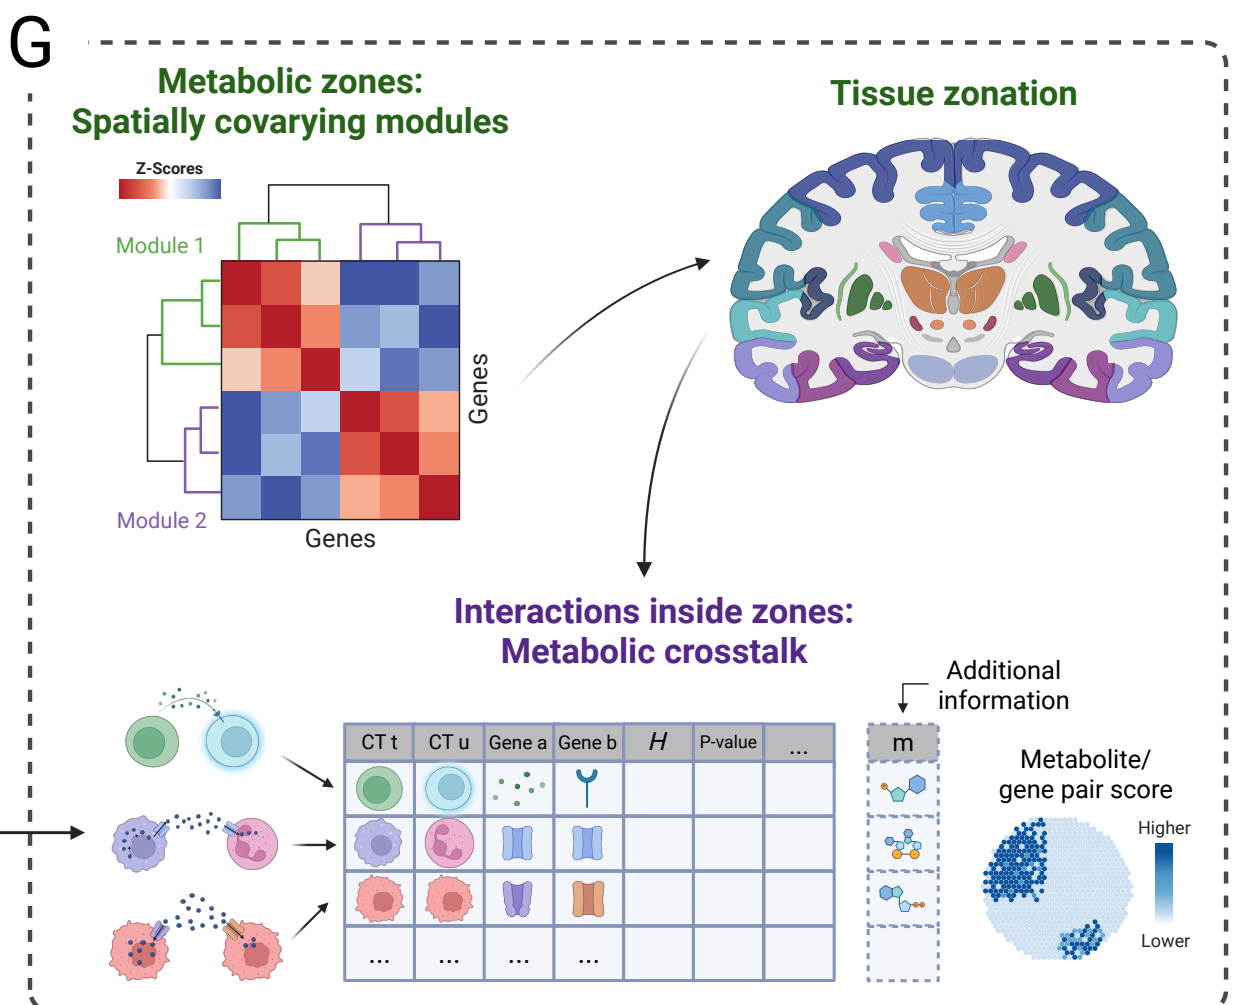 G
Metabolic zones:
Spatially covarying modules
Tissue zonation
Z-Scores
Module 1
Genes
Module 2
Genes
Interactions inside zones:
Metabolic crosstalk
Additional
information
CT t CT u Gene a Gene b H P-value ... m
Metabolite/
gene pair score
Higher
Lower
... ... ... ...